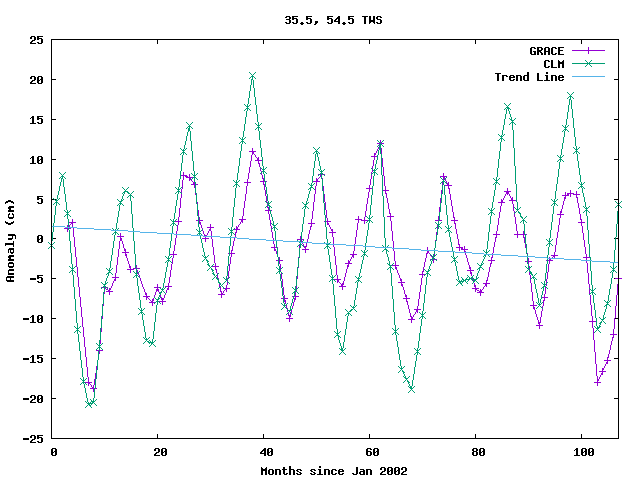 35.5, 54.5 TWS
GRACE
CLM
Trend Line
25
20
15
10
5
0
-5
-10
-15
-20
-25
Anomaly (cm)
0 20 40 60 80 100
Months since Jan 2002